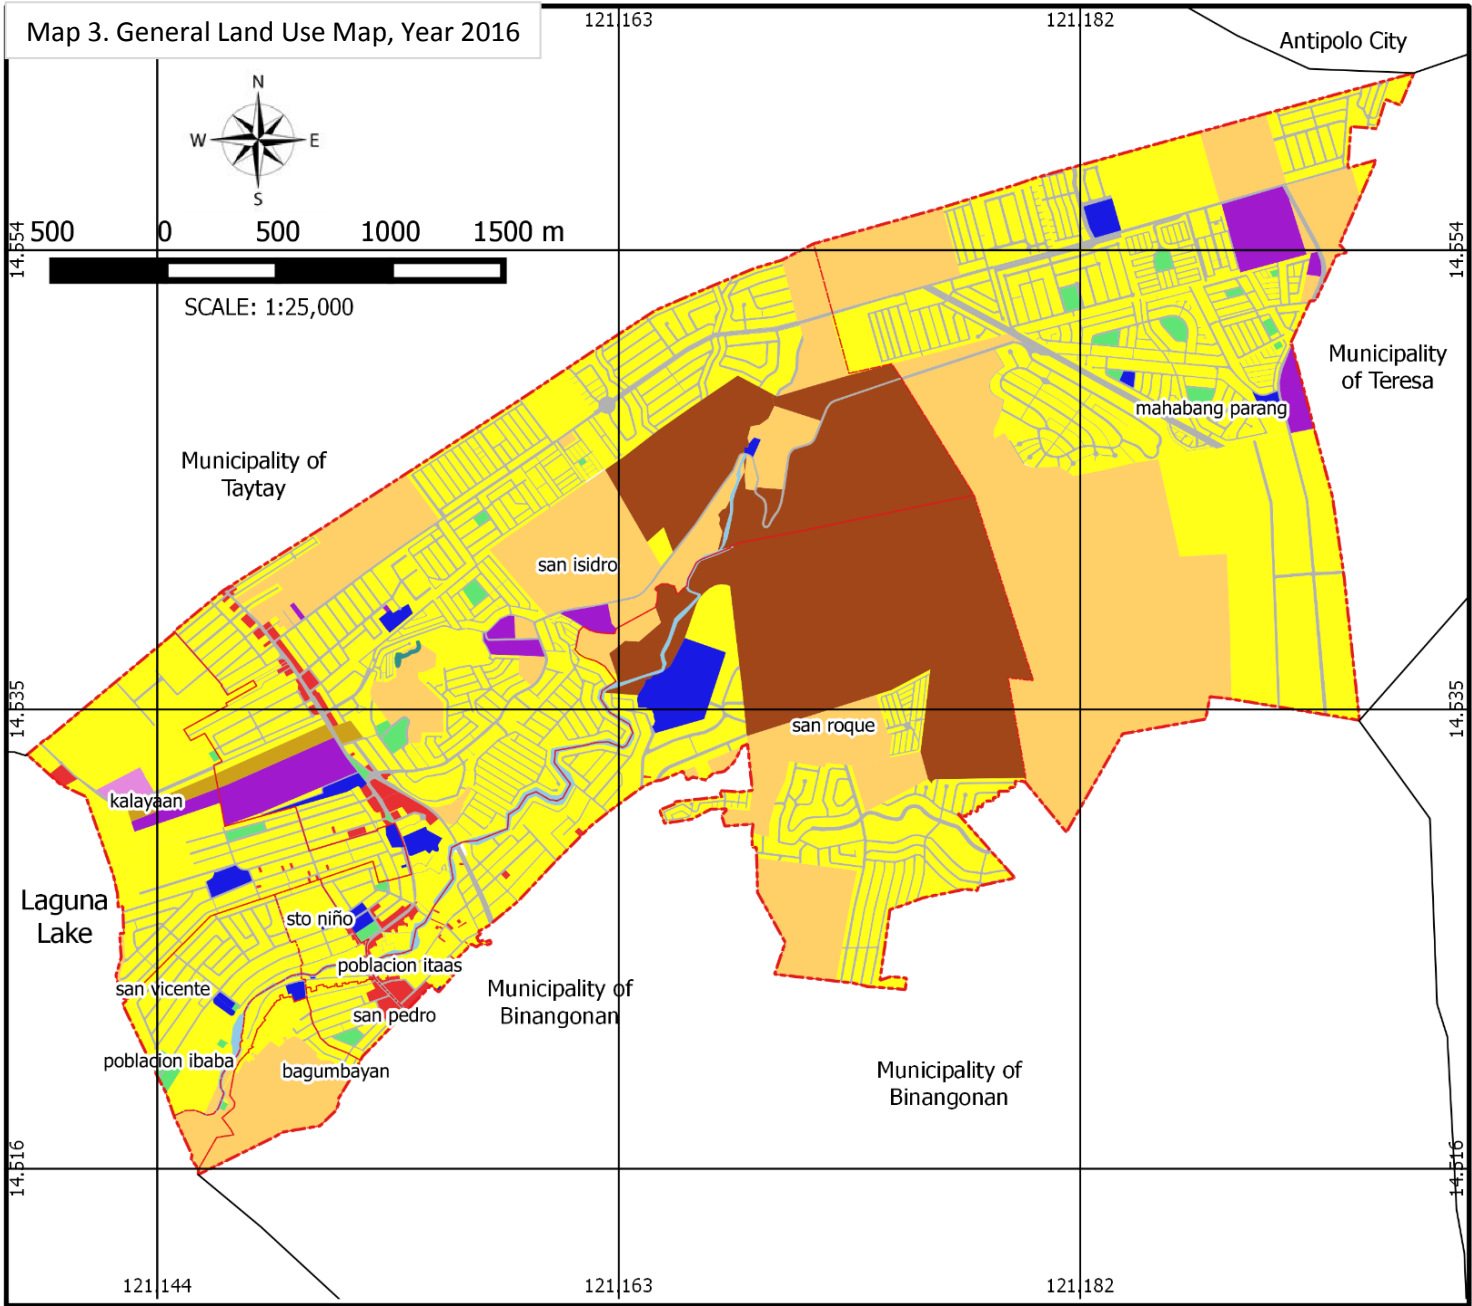 Map 3. General Land Use Map, Year 2016
121.163
121.182
Antipolo City
N
W
E
S
500 0 500 1000 1500 m
SCALE: 1:25,000
14.554
14.554
Municipality
of Teresa
mahabang parang
Municipality of
Taytay
san isidro
14.535
14.535
san roque
kalayaan
Laguna
Lake
sto niño
poblacion itaas
san vicente
Municipality of
Binangonan
san pedro
poblacion ibaba
bagumbayan
Municipality of
Binangonan
14.516
14.516
121.144
121.163
121.182